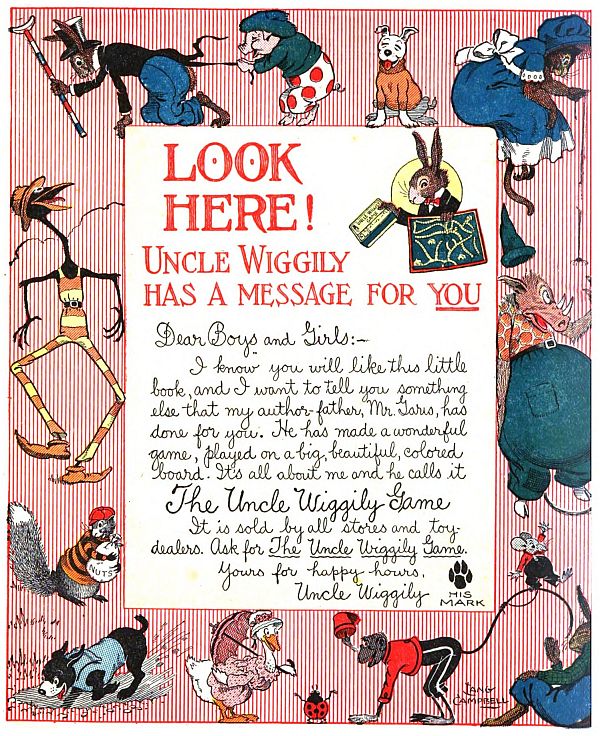 LOOK
HERE!
UNCLE WIGGILY
HAS A MESSAGE FOR YOU
Dear Boys and Girls:—
I "know" you will like this little
book, and I want to tell you something
else that my author-father, Mr. Garis, has
done for you. He has made a wonderful
game, played on a big, beautiful, colored
board. It's all about me and he calls it
The Uncle Wiggily Game
It is sold by all stores and toy-
dealers. Ask for The Uncle Wiggily Game.
Yours for happy hours,
Uncle Wiggily
HIS
MARK
NUTS
LANG
CAMPBELL